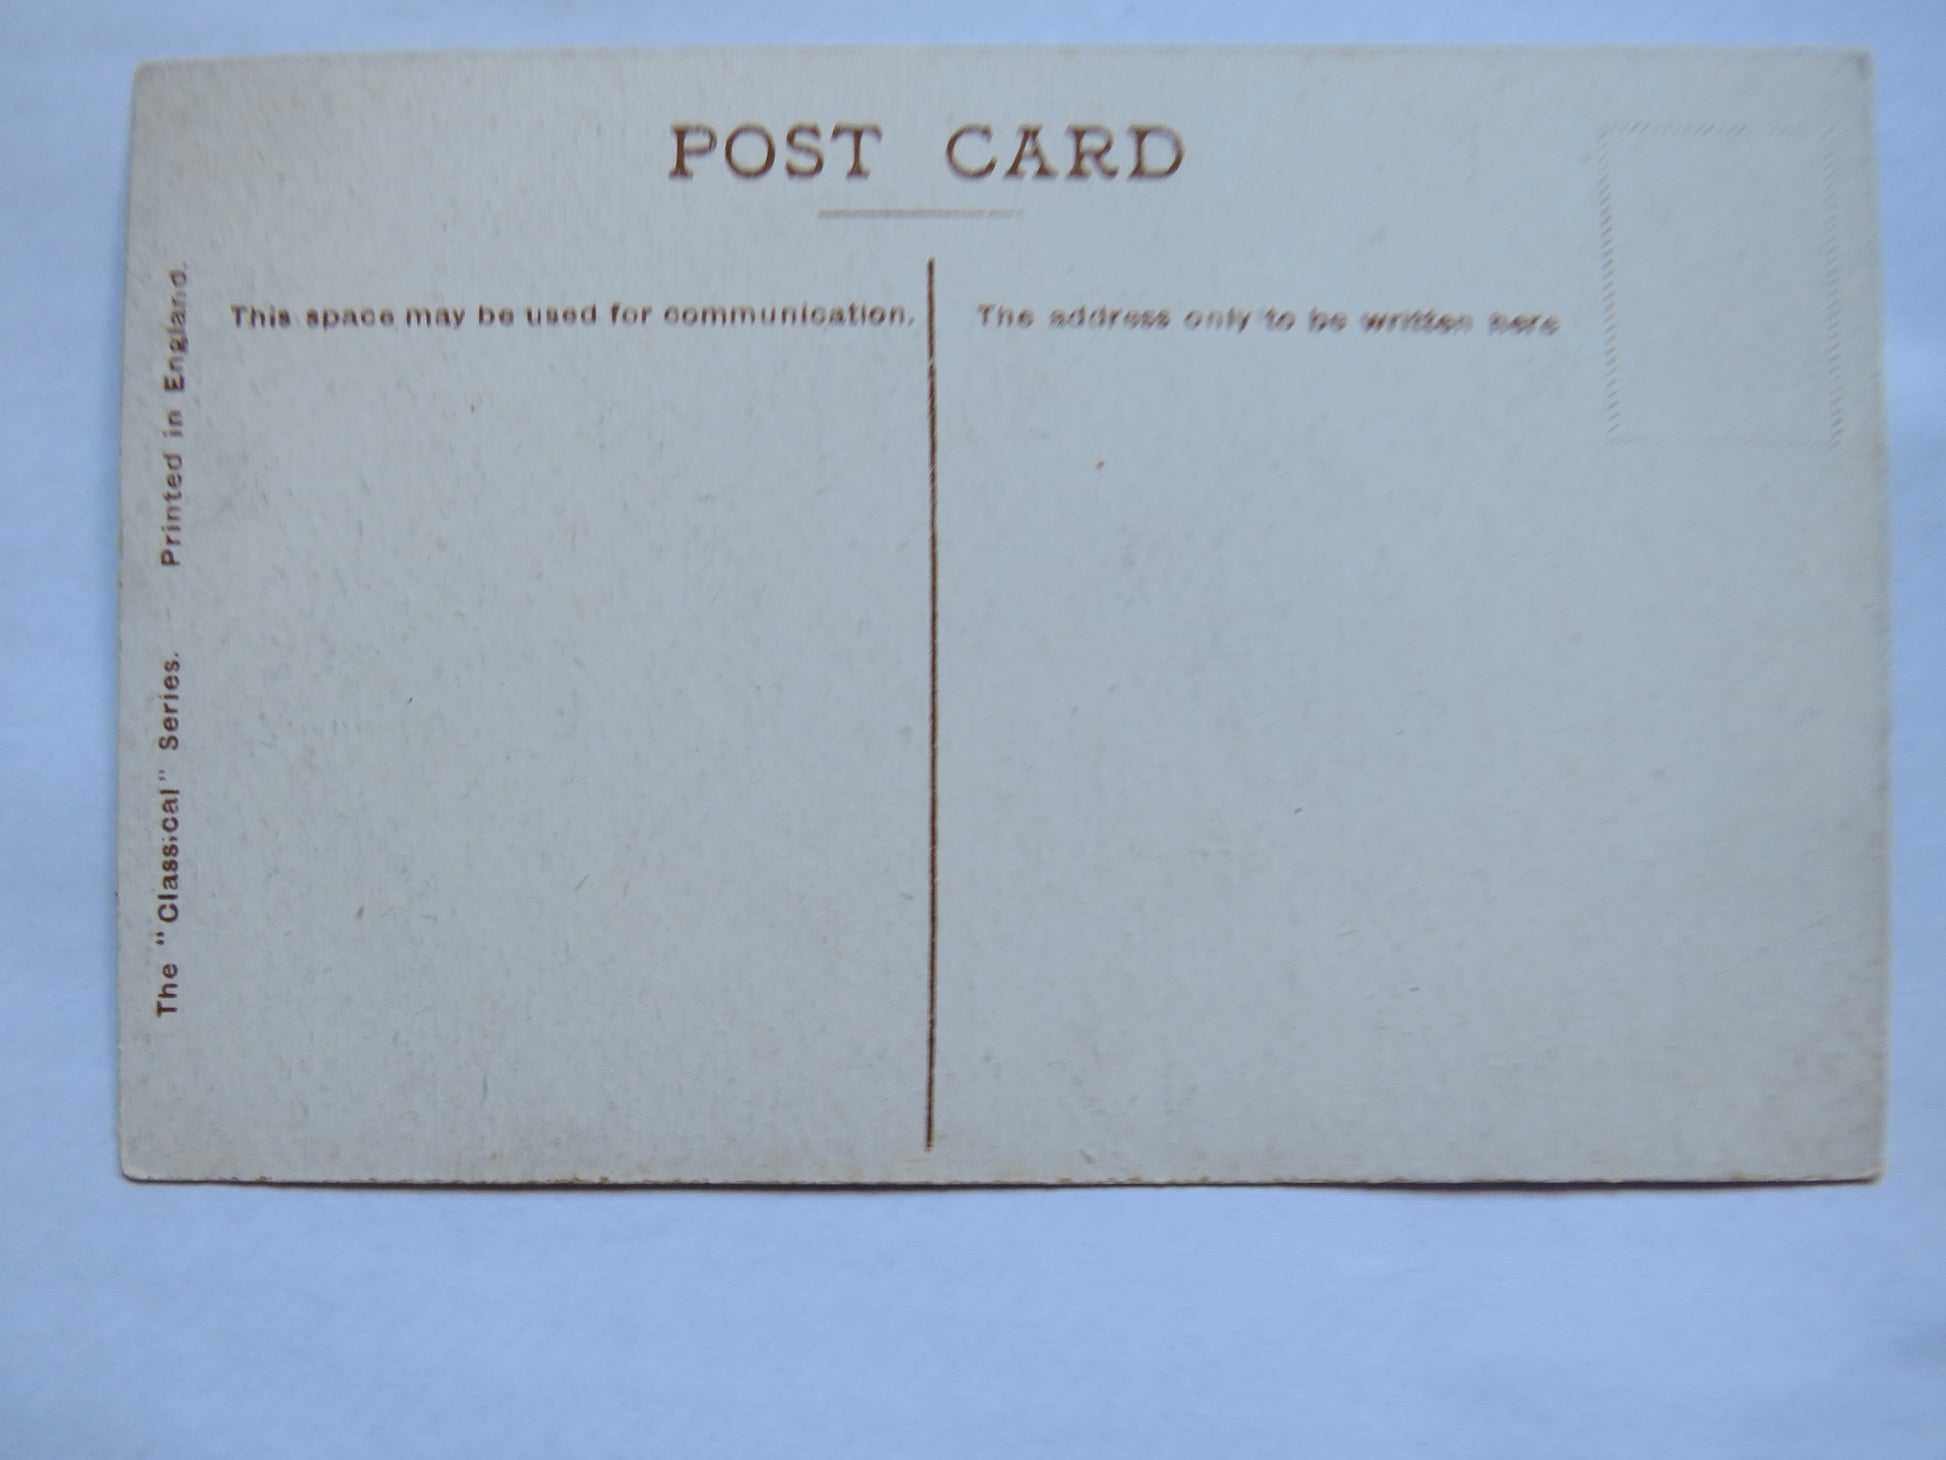 POST CARD
This space may be used for communication.
The address only to be written here
The "Classical" Series. Printed in England.